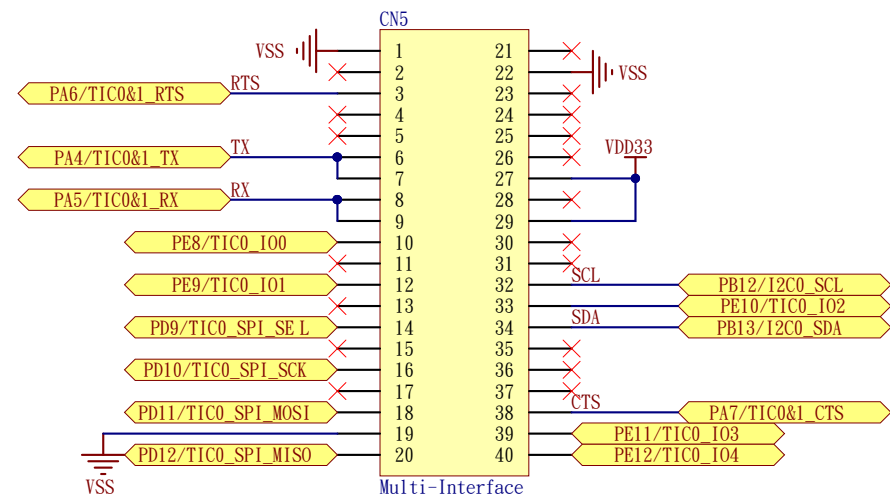 CN5
VSS 1 21
2 22 VSS
PA6/TIC0&1_RTS RTS 3 23
4 24
5 25
PA4/TIC0&1_TX TX 6 26 VDD33
7 27
PA5/TIC0&1_RX RX 8 28
9 29
PE8/TIC0_IO0 10 30
11 31
PE9/TIC0_IO1 12 32 SCL PB12/I2C0_SCL
13 33 PE10/TIC0_IO2
PD9/TIC0_SPI_SEL 14 34 SDA PB13/I2C0_SDA
15 35
PD10/TIC0_SPI_SCK 16 36
17 37
PD11/TIC0_SPI_MOSI 18 38 CTS PA7/TIC0&1_CTS
19 39 PE11/TIC0_IO3
PD12/TIC0_SPI_MISO 20 40 PE12/TIC0_IO4
VSS Multi-Interface